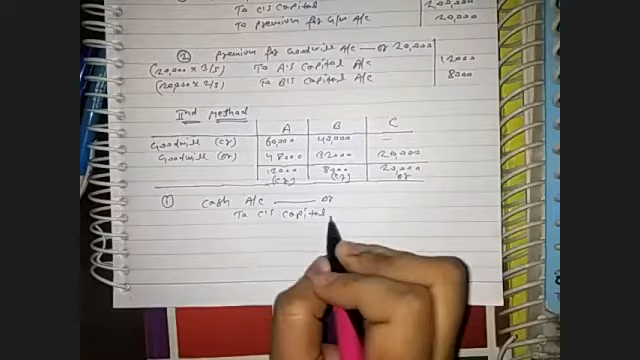 To C's Capital 200,000
To premium for G/w A/c 20,000
② Premium for Goodwill A/c — Dr 20,000
(20,000 x 3/5) To A's Capital A/c 12000
(20,000 x 2/5) To B's Capital A/c 8000
IInd Method
A B C
Goodwill (Cr) 60,000 40,000 —
Goodwill (Dr) 48000 32000 20,000
12000 (Cr) 8000 (Cr) 20,000 Dr
① Cash A/c — Dr
To C's Capital